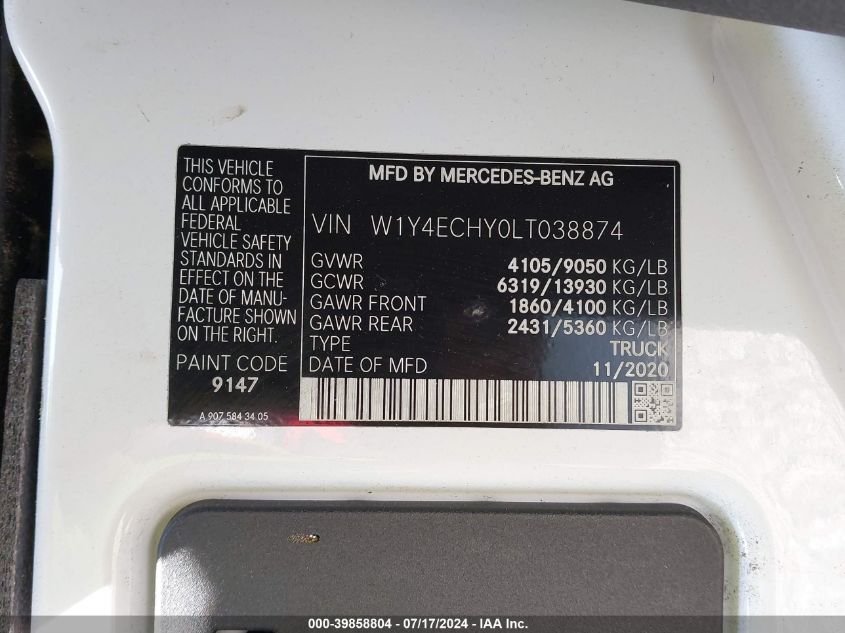 THIS VEHICLE
CONFORMS TO
ALL APPLICABLE
FEDERAL
VEHICLE SAFETY
STANDARDS IN
EFFECT ON THE
DATE OF MANU-
FACTURE SHOWN
ON THE RIGHT.
PAINT CODE
9147
A 907 584 34 05
MFD BY MERCEDES-BENZ AG
VIN W1Y4ECHY0LT038874
GVWR 4105/9050 KG/LB
GCWR 6319/13930 KG/LB
GAWR FRONT 1860/4100 KG/LB
GAWR REAR 2431/5360 KG/LB
TYPE TRUCK
DATE OF MFD 11/2020
000-39858804 - 07/17/2024 - IAAI.COM